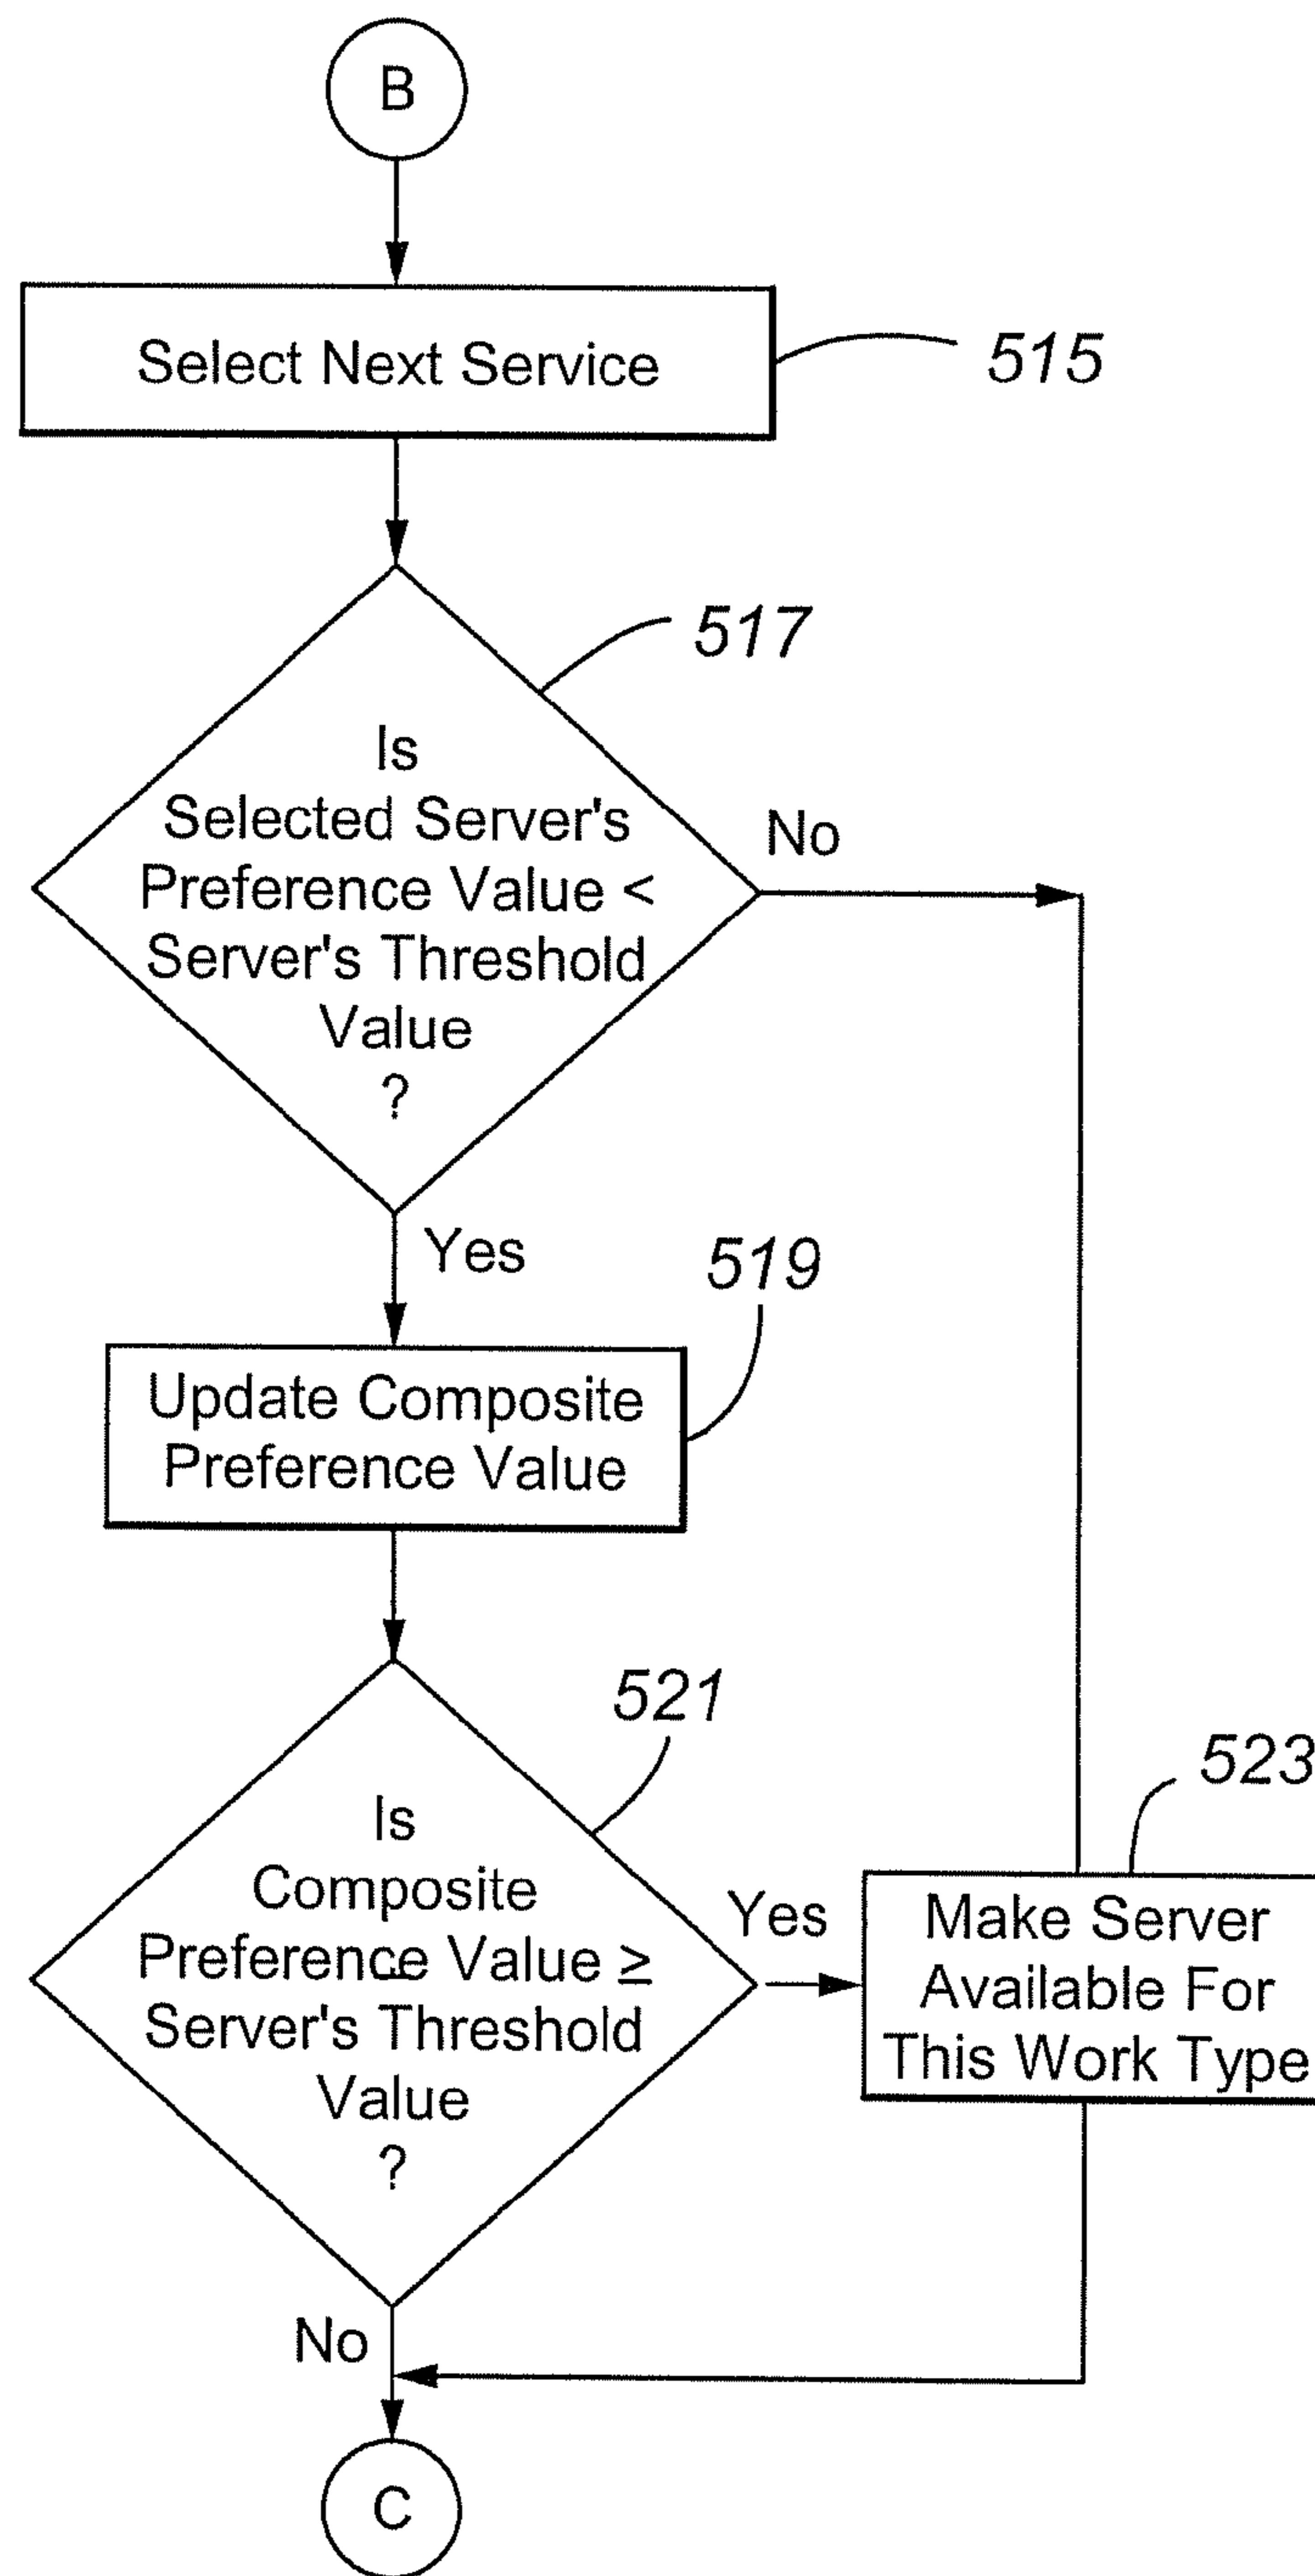 B
Select Next Service
515
517
Is
Selected Server's
Preference Value <
Server's Threshold
Value
?
No
Yes
519
Update Composite
Preference Value
521
Is
Composite
Preference Value ≥
Server's Threshold
Value
?
Yes
523
Make Server
Available For
This Work Type
No
C